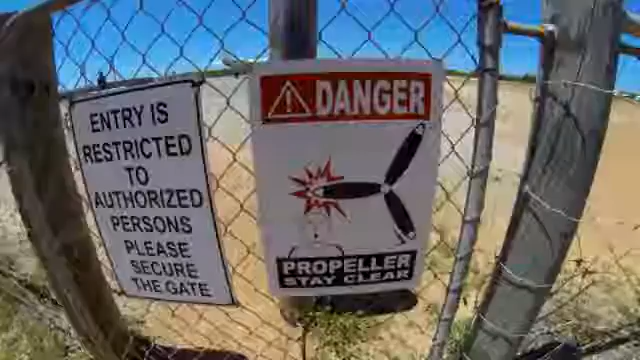 ENTRY IS
RESTRICTED
TO
AUTHORIZED
PERSONS
PLEASE
SECURE
THE GATE
DANGER
PROPELLER
STAY CLEAR